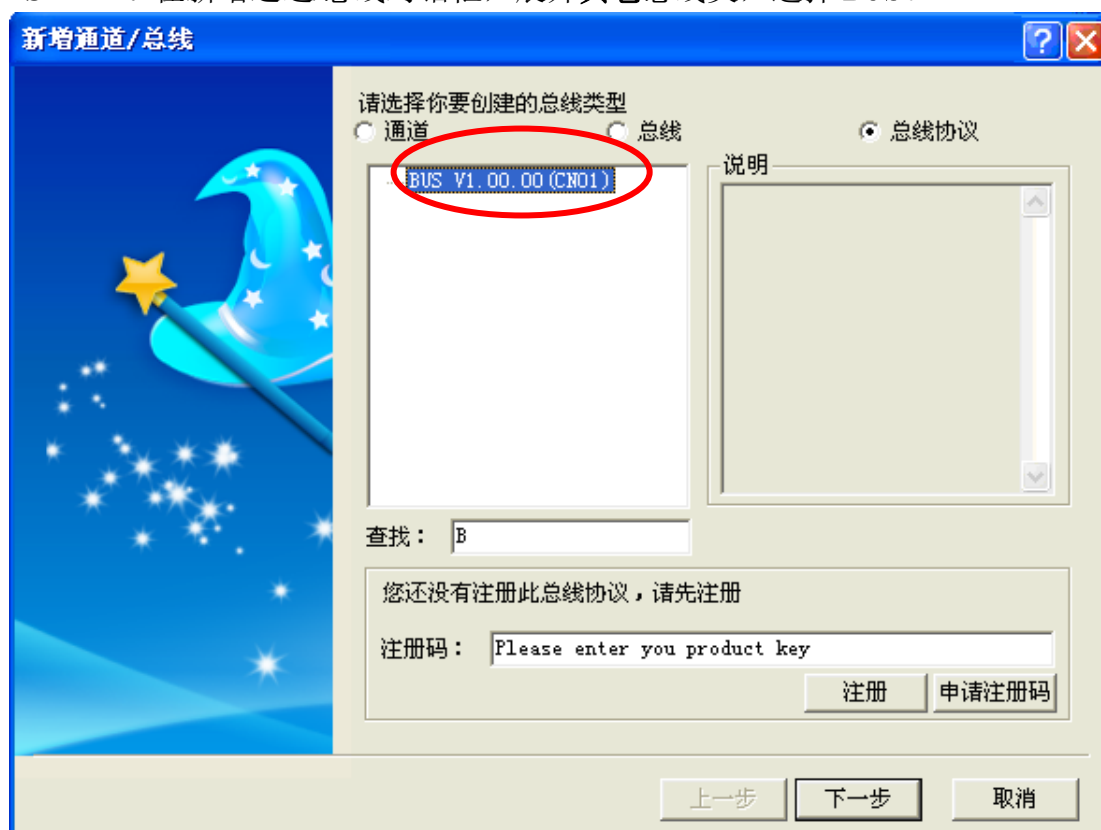 新增通道/总线
请选择你要创建的总线类型
通道 总线 总线协议
BUS V1.00.00(CN01)
说明
查找： B
您还没有注册此总线协议，请先注册
注册码： Please enter you product key
注册 申请注册码
上一步 下一步 取消